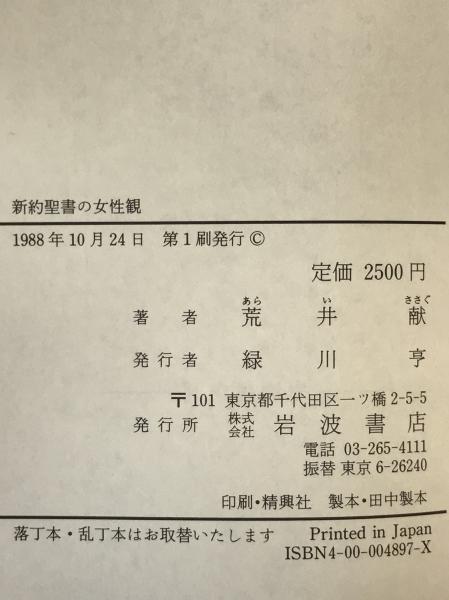 新約聖書の女性観
1988年10月24日 第1刷発行 ©
定価 2500円
あら い ささぐ
著者 荒井献
発行者 緑川亨
〒101 東京都千代田区一ツ橋2-5-5
発行所 株式会社 岩波書店
電話 03-265-4111
振替 東京6-26240
印刷・精興社 製本・田中製本
落丁本・乱丁本はお取替いたします Printed in Japan
ISBN4-00-004897-X